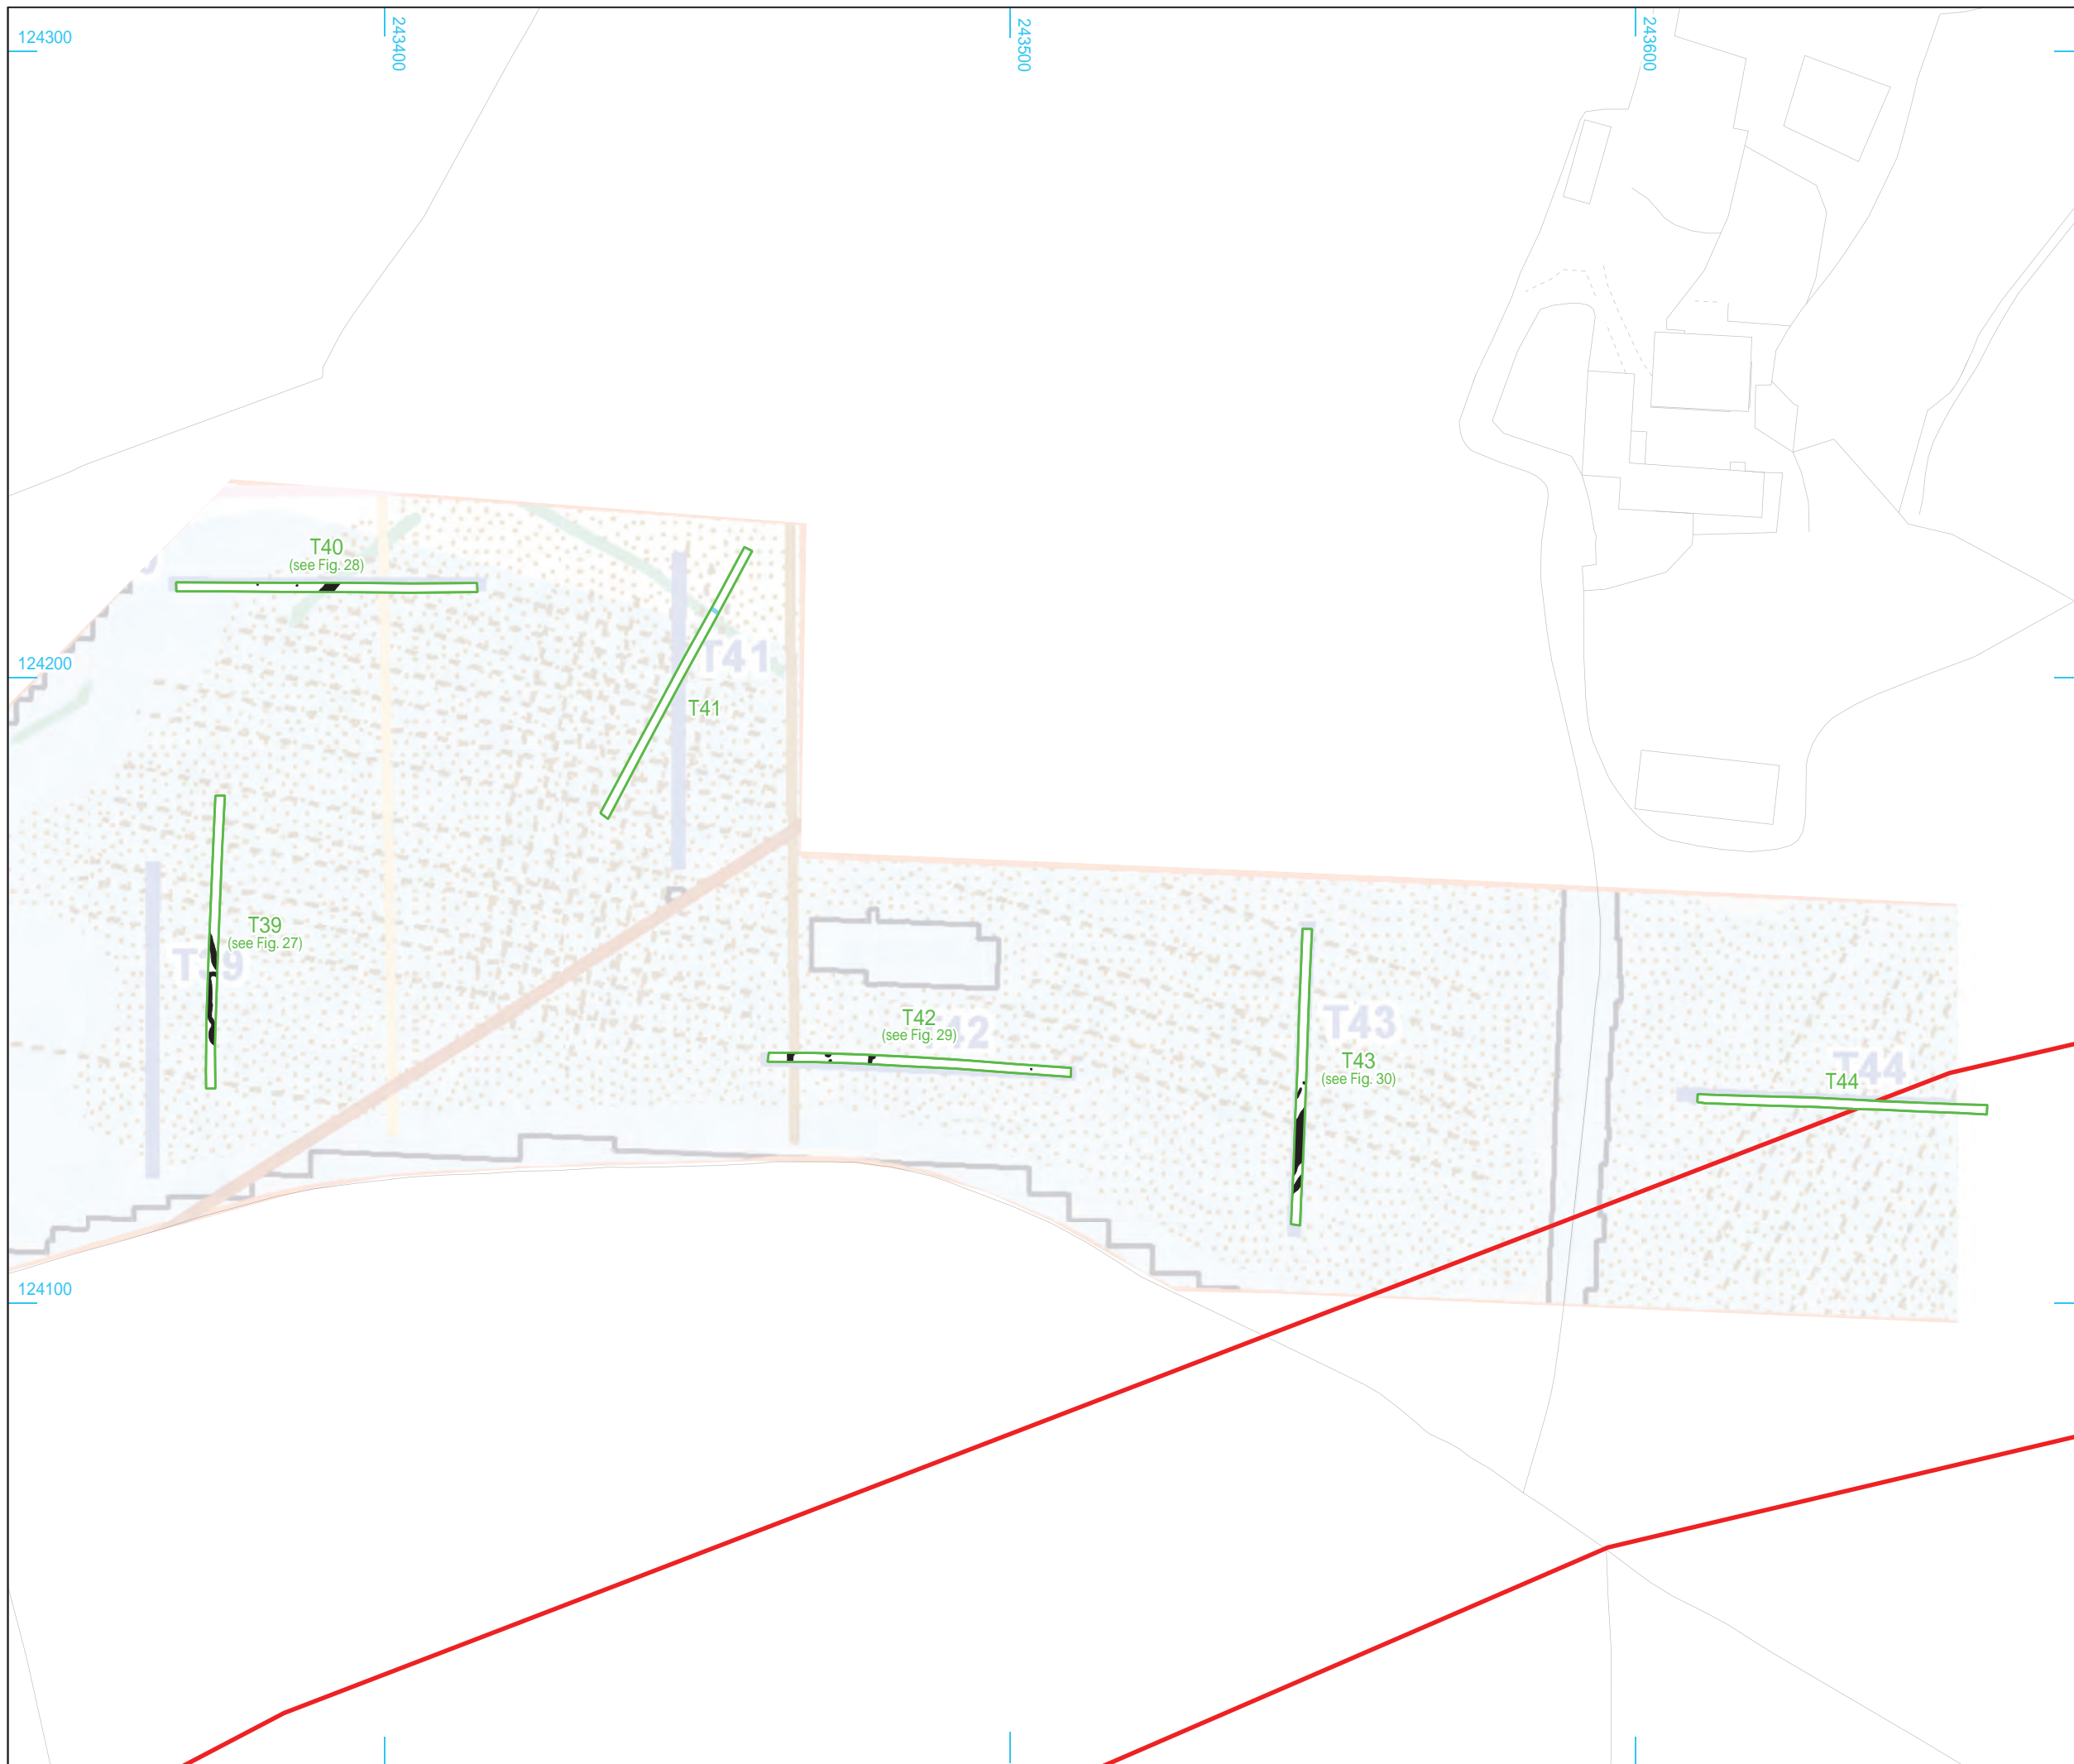 124300
243400
243500
243600
T40
(see Fig. 28)
124200
T41
T41
T39
(see Fig. 27)
T39
T42
(see Fig. 29)
T43
T43
(see Fig. 30)
T44
T44
124100